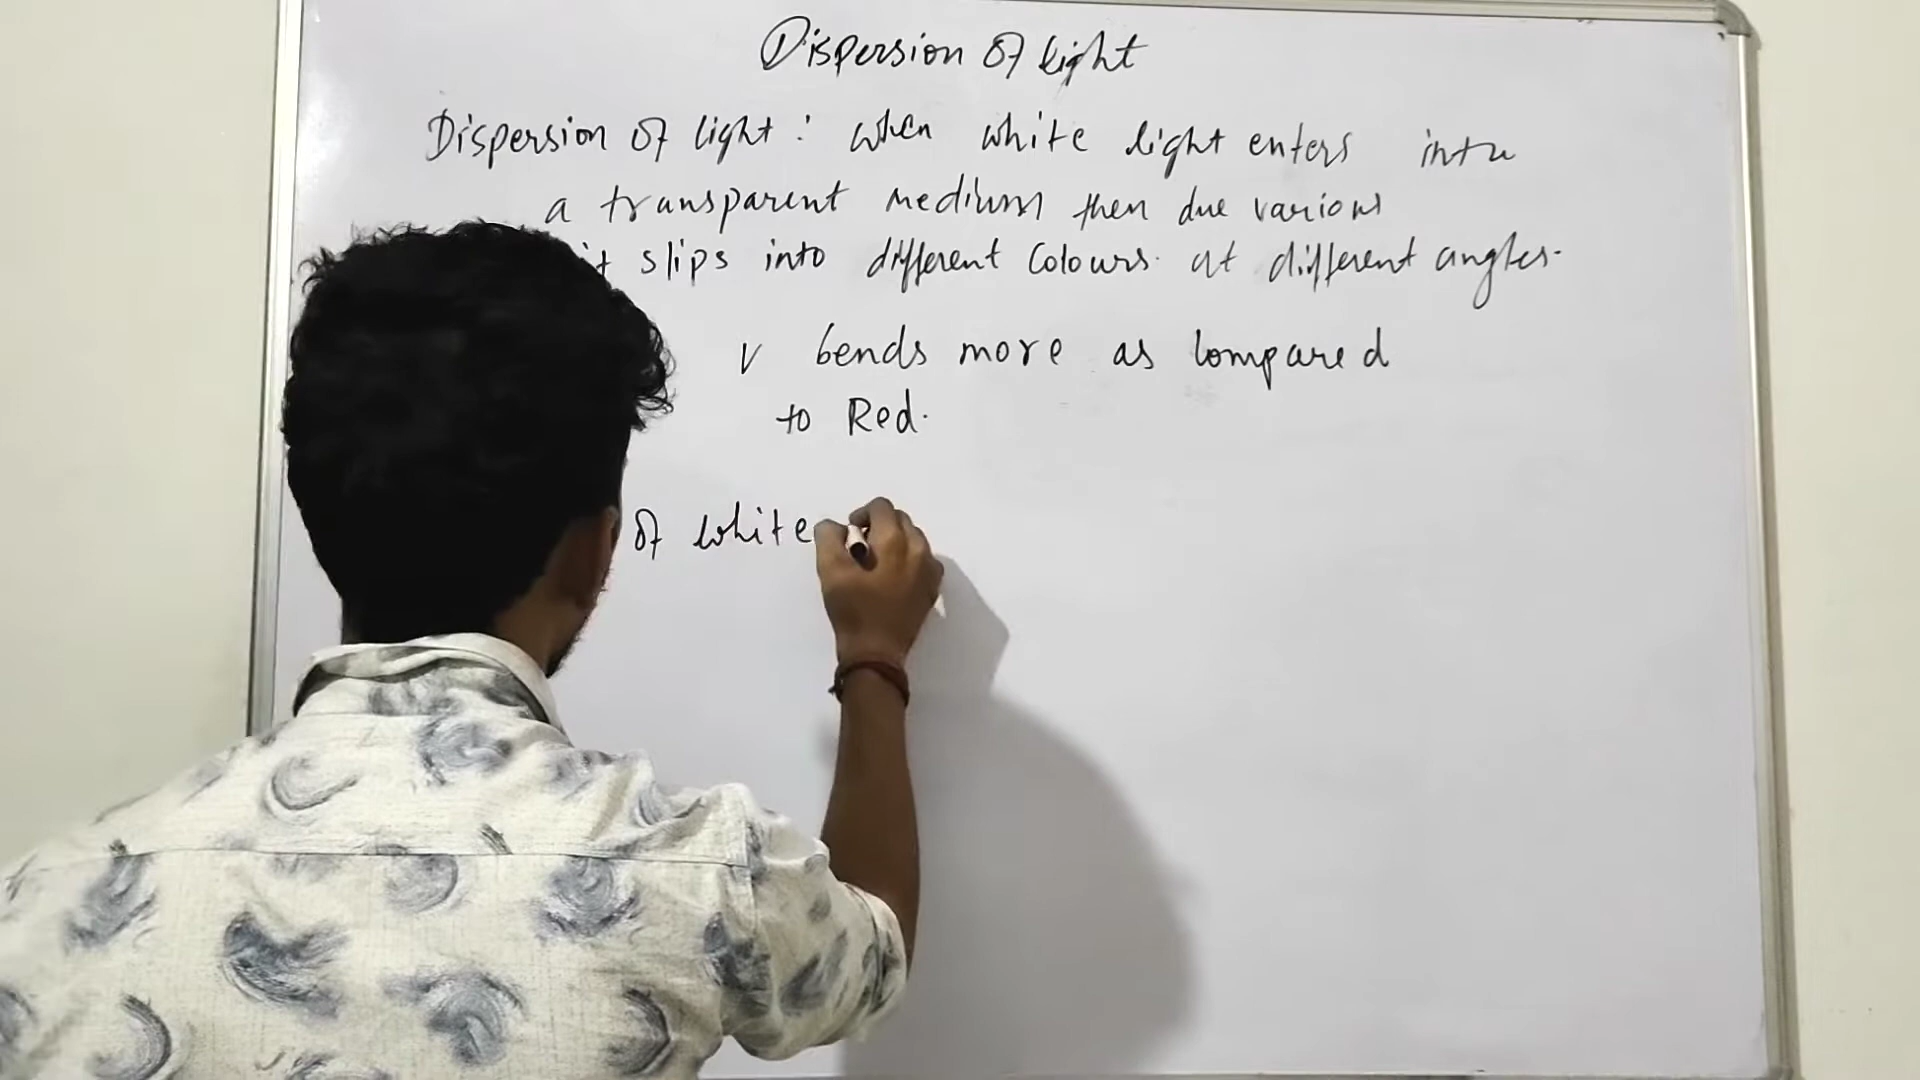 Dispersion of light
Dispersion of light : when white light enters into
a transparent medium then due various
it slips into different Colours. at different angles.
V bends more as compared
to Red.
of white